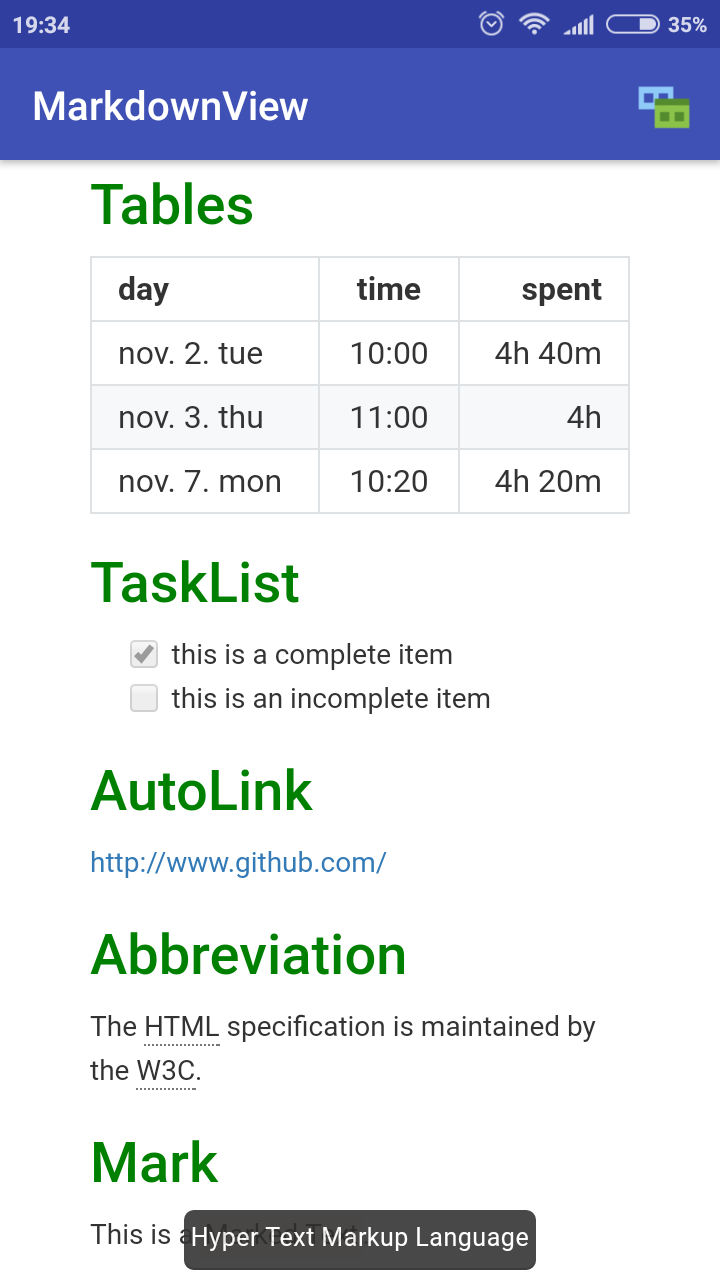 19:34 35%
MarkdownView
Tables
day time spent
nov. 2. tue 10:00 4h 40m
nov. 3. thu 11:00 4h
nov. 7. mon 10:20 4h 20m
TaskList
this is a complete item
this is an incomplete item
AutoLink
http://www.github.com/
Abbreviation
The HTML specification is maintained by
the W3C.
Mark
This is a Marked Text
Hyper Text Markup Language